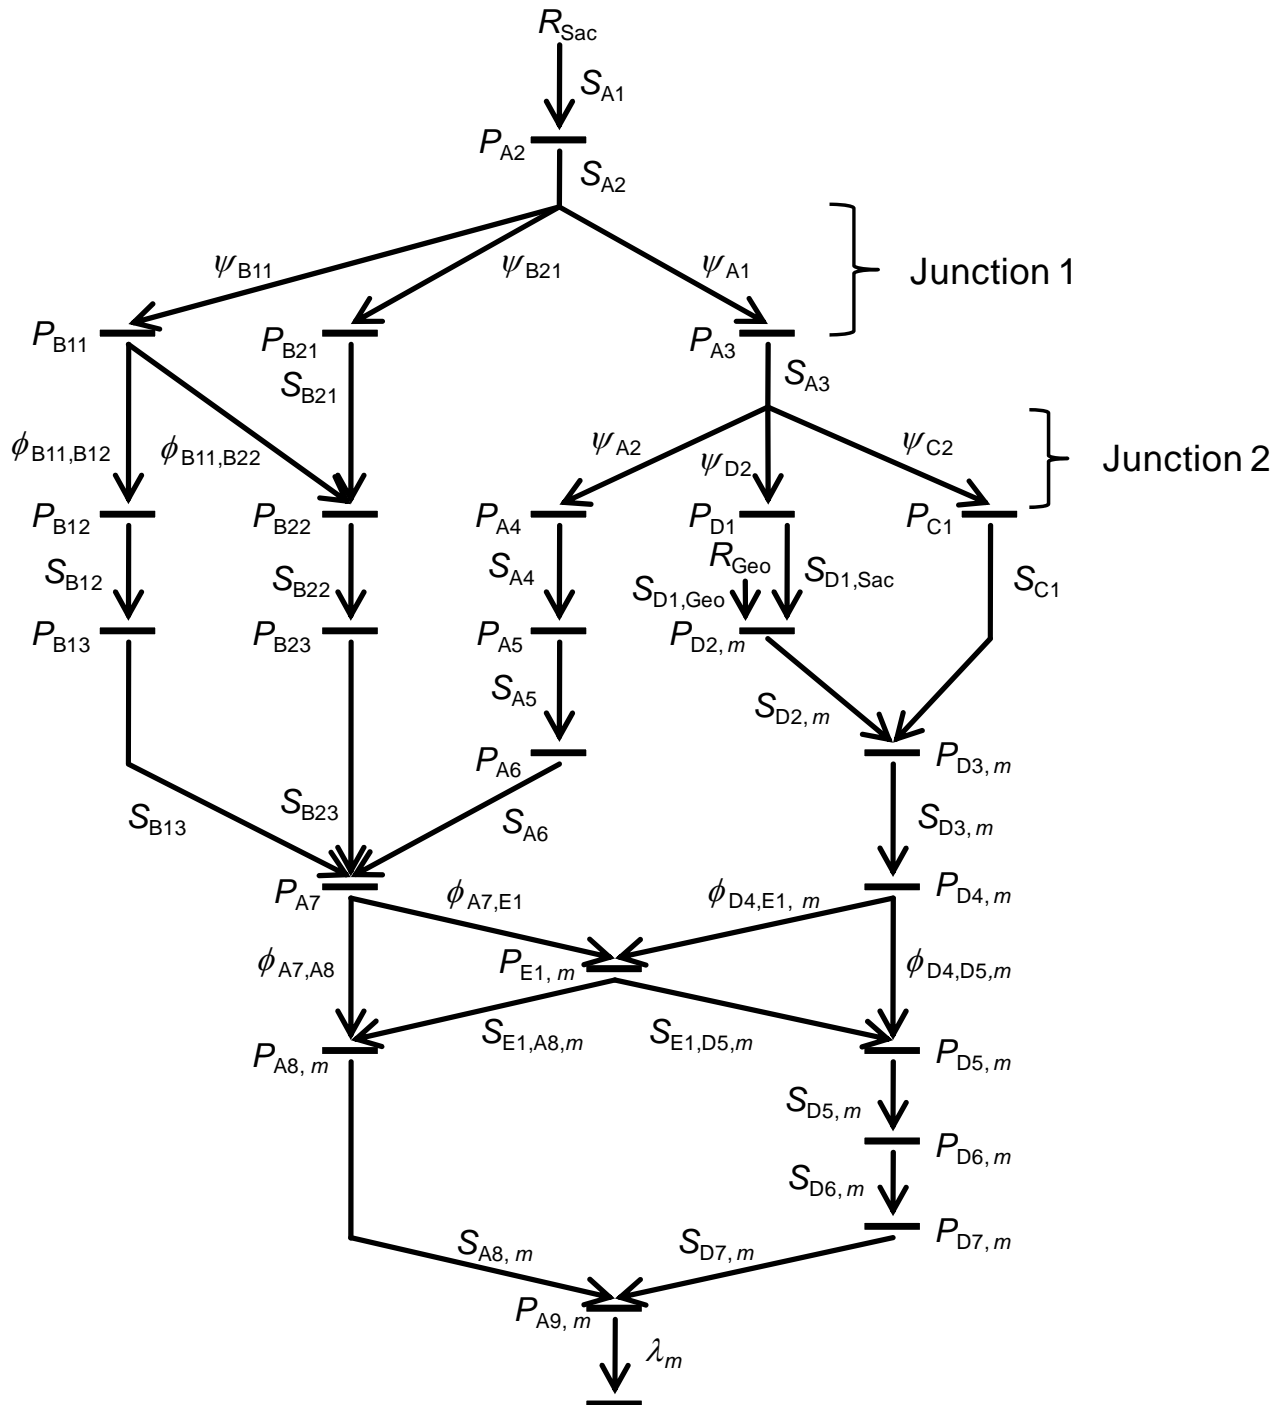 R_Sac
S_A1
P_A2
S_A2
ψ_B11 ψ_B21 ψ_A1
Junction 1
P_B11 P_B21 P_A3
S_B21 S_A3
ϕ_B11,B12 ϕ_B11,B22 ψ_A2 ψ_D2 ψ_C2
Junction 2
P_B12 P_B22 P_A4 P_D1 P_C1
R_Geo
S_B12 S_B22 S_A4 S_D1,Geo S_D1,Sac S_C1
P_B13 P_B23 P_A5 P_D2, m
S_A5 S_D2, m
P_A6 P_D3, m
S_B13 S_B23 S_A6 S_D3, m
P_A7 ϕ_A7,E1 ϕ_D4,E1, m P_D4, m
ϕ_A7,A8 P_E1, m ϕ_D4,D5,m
S_E1,A8,m S_E1,D5,m
P_A8, m P_D5, m
S_D5, m
P_D6, m
S_D6, m
P_D7, m
S_A8, m S_D7, m
P_A9, m
λ_m